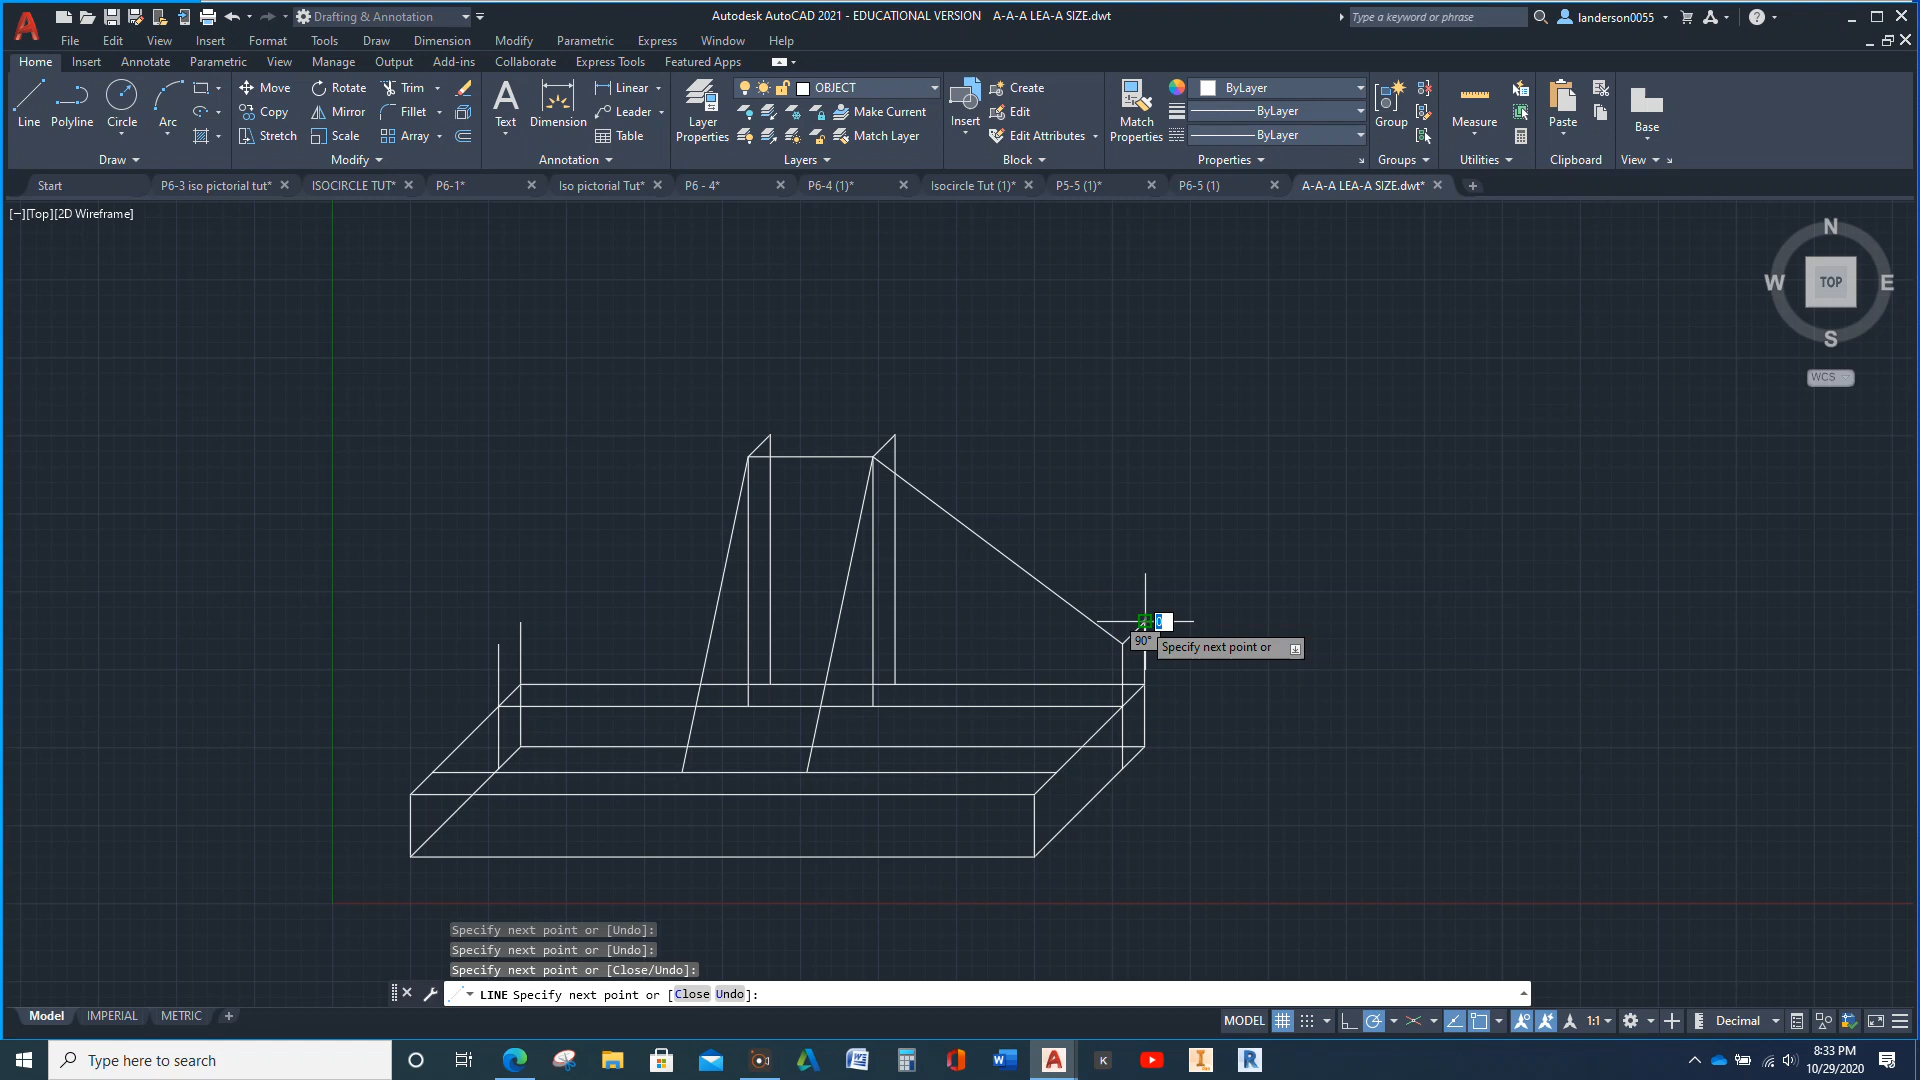 Drafting & Annotation
Autodesk AutoCAD 2021 - EDUCATIONAL VERSION A-A-A LEA-A SIZE.dwt
Type a keyword or phrase
landerson0055
File Edit View Insert Format Tools Draw Dimension Modify Parametric Express Window Help
Home Insert Annotate Parametric View Manage Output Add-ins Collaborate Express Tools Featured Apps
Line
Polyline
Circle
Arc
Draw
Move
Rotate
Trim
Copy
Mirror
Fillet
Stretch
Scale
Array
Modify
Text
Dimension
Linear
Leader
Table
Annotation
Layer
Properties
OBJECT
Make Current
Match Layer
Layers
Insert
Create
Edit
Edit Attributes
Block
Match
Properties
ByLayer
ByLayer
ByLayer
Properties
Group
Groups
Measure
Utilities
Paste
Clipboard
Base
View
Start
P6-3 iso pictorial tut*
ISOCIRCLE TUT*
P6-1*
Iso pictorial Tut*
P6 - 4*
P6-4 (1)*
Isocircle Tut (1)*
P5-5 (1)*
P6-5 (1)
A-A-A LEA-A SIZE.dwt*
[−][Top][2D Wireframe]
N
W
TOP
E
S
WCS
0
90°
Specify next point or
Specify next point or [Undo]:
Specify next point or [Undo]:
Specify next point or [Close/Undo]:
LINE Specify next point or [Close Undo]:
Model
IMPERIAL
METRIC
MODEL
1:1
Decimal
Type here to search
8:33 PM
10/29/2020